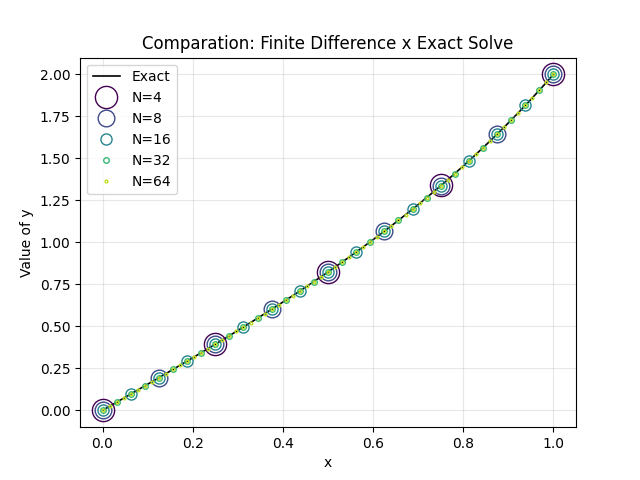 Comparation: Finite Difference x Exact Solve
Exact
N=4
N=8
N=16
N=32
N=64
Value of y
2.00
1.75
1.50
1.25
1.00
0.75
0.50
0.25
0.00
0.0 0.2 0.4 0.6 0.8 1.0
x